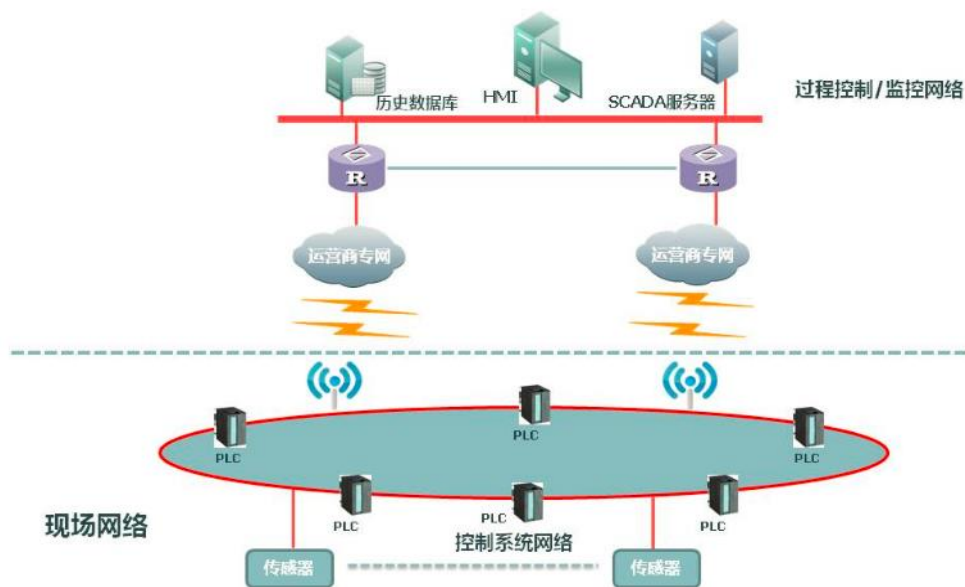 历史数据库
HMI
SCADA服务器
过程控制/监控网络
R
R
运营商专网
运营商专网
PLC
PLC
PLC
PLC
PLC
PLC
现场网络
控制系统网络
传感器
传感器